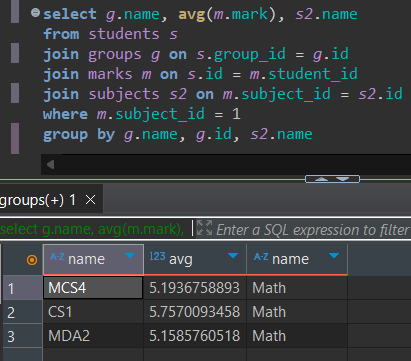 select g.name, avg(m.mark), s2.name
from students s
join groups g on s.group_id = g.id
join marks m on s.id = m.student_id
join subjects s2 on m.subject_id = s2.id
where m.subject_id = 1
group by g.name, g.id, s2.name
groups(+) 1 ×
select g.name, avg(m.mark), Enter a SQL expression to filter
A-Z name 123 avg A-Z name
1 MCS4 5.1936758893 Math
2 CS1 5.7570093458 Math
3 MDA2 5.1585760518 Math